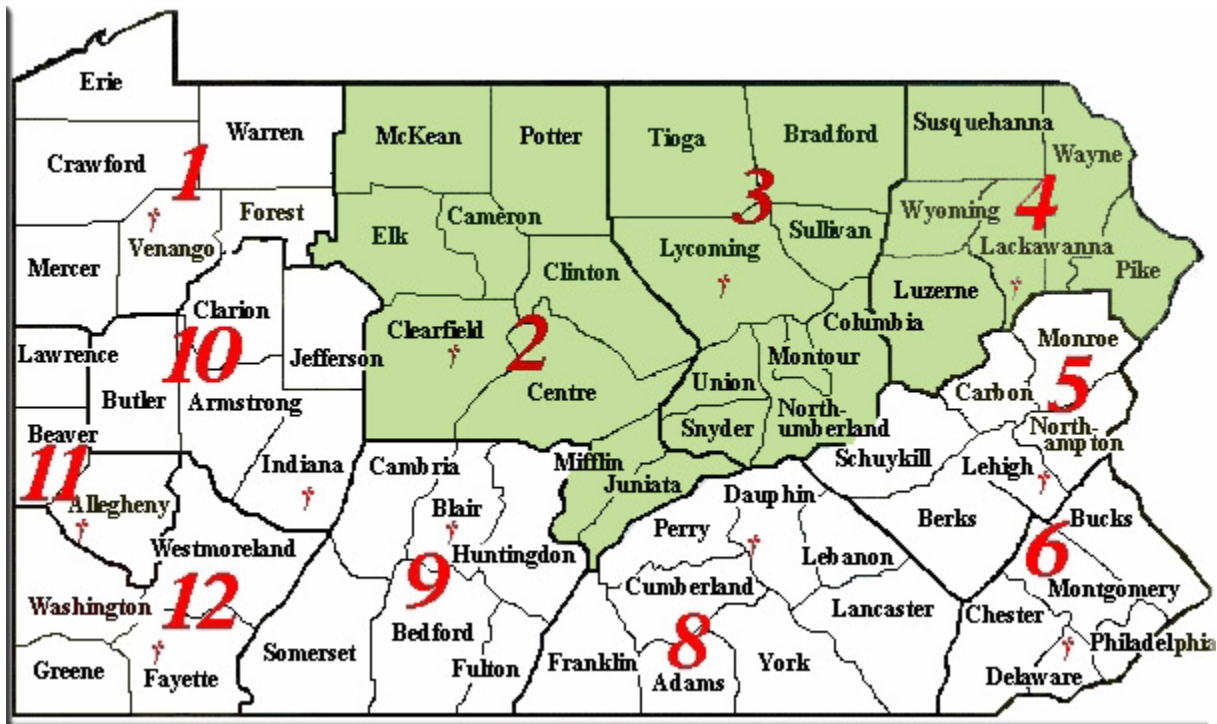 Erie
Warren
McKean
Potter
Tioga
Bradford
Susquehanna
Wayne
Crawford
1
3
4
Forest
Cameron
Wyoming
Venango
Elk
Lycoming
Sullivan
Lackawanna
Mercer
Clinton
Pike
Luzerne
Clarion
Columbia
Clearfield
2
Lawrence
10
Jefferson
Montour
Monroe
Butler
Armstrong
Centre
Union
Carbon
5
Beaver
Snyder
North-
umberland
North-
ampton
11
Indiana
Cambria
Mifflin
Schuykill
Lehigh
Allegheny
Juniata
Dauphin
Blair
Perry
Berks
Bucks
Westmoreland
Huntingdon
Lebanon
6
Washington
12
9
Cumberland
Montgomery
Lancaster
Chester
Bedford
8
Philadelphia
Greene
Fayette
Somerset
Fulton
Franklin
Adams
York
Delaware